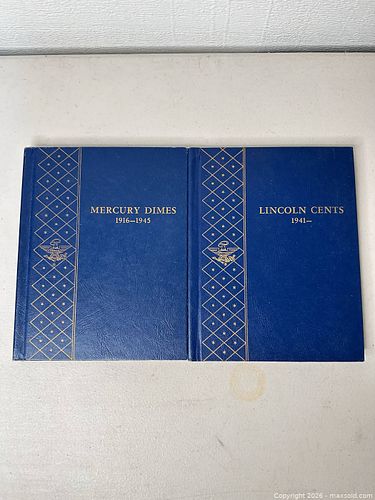 MERCURY DIMES
1916—1945
LINCOLN CENTS
1941—
Copyright 2026 - maxsold.com